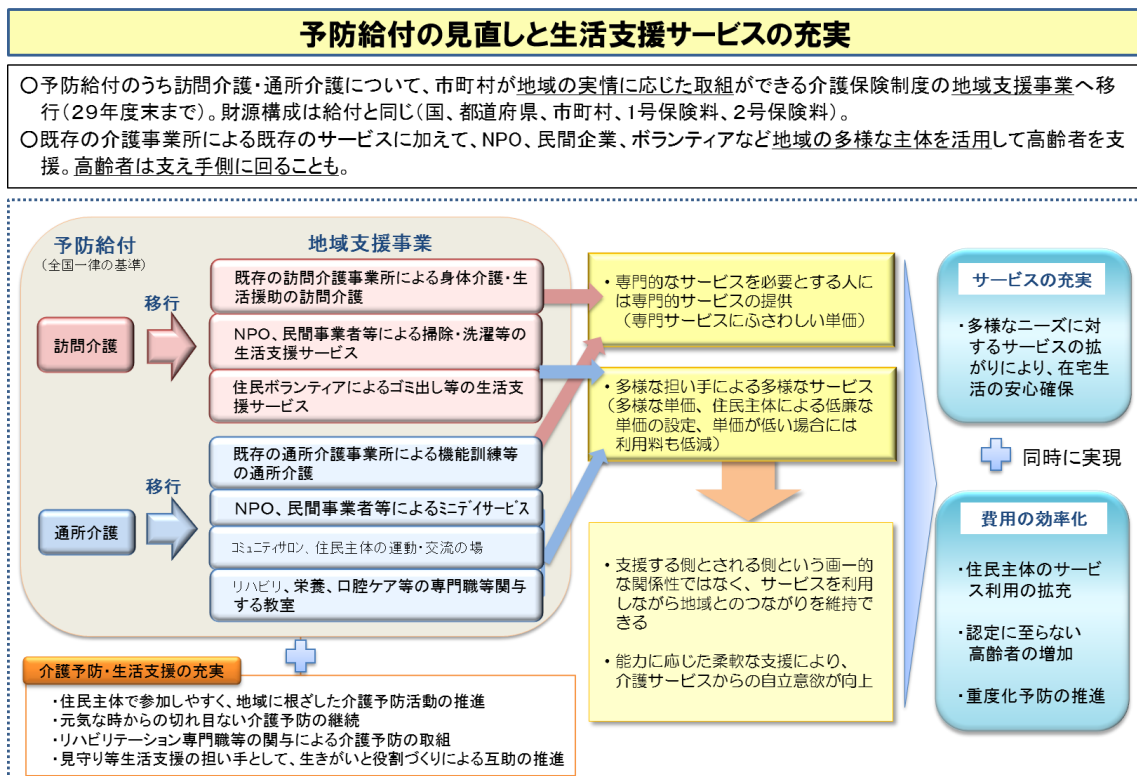 予防給付の見直しと生活支援サービスの充実
○予防給付のうち訪問介護・通所介護について、市町村が地域の実情に応じた取組ができる介護保険制度の地域支援事業へ移
行(29年度末まで)。財源構成は給付と同じ(国、都道府県、市町村、1号保険料、2号保険料)。
○既存の介護事業所による既存のサービスに加えて、NPO、民間企業、ボランティアなど地域の多様な主体を活用して高齢者を支
援。高齢者は支え手側に回ることも。
予防給付
(全国一律の基準)
地域支援事業
移行
訪問介護
既存の訪問介護事業所による身体介護・生
活援助の訪問介護
NPO、民間事業者等による掃除・洗濯等の
生活支援サービス
住民ボランティアによるゴミ出し等の生活支
援サービス
移行
通所介護
既存の通所介護事業所による機能訓練等
の通所介護
NPO、民間事業者等によるミニデイサービス
コミュニティサロン、住民主体の運動・交流の場
リハビリ、栄養、口腔ケア等の専門職等関与
する教室
介護予防・生活支援の充実
・住民主体で参加しやすく、地域に根ざした介護予防活動の推進
・元気な時からの切れ目ない介護予防の継続
・リハビリテーション専門職等の関与による介護予防の取組
・見守り等生活支援の担い手として、生きがいと役割づくりによる互助の推進
・専門的なサービスを必要とする人に
は専門的サービスの提供
(専門サービスにふさわしい単価)
・多様な担い手による多様なサービス
(多様な単価、住民主体による低廉な
単価の設定、単価が低い場合には
利用料も低減)
・支援する側とされる側という画一的
な関係性ではなく、サービスを利用
しながら地域とのつながりを維持で
きる
・能力に応じた柔軟な支援により、
介護サービスからの自立意欲が向上
サービスの充実
・多様なニーズに対
するサービスの拡
がりにより、在宅生
活の安心確保
同時に実現
費用の効率化
・住民主体のサービ
ス利用の拡充
・認定に至らない
高齢者の増加
・重度化予防の推進